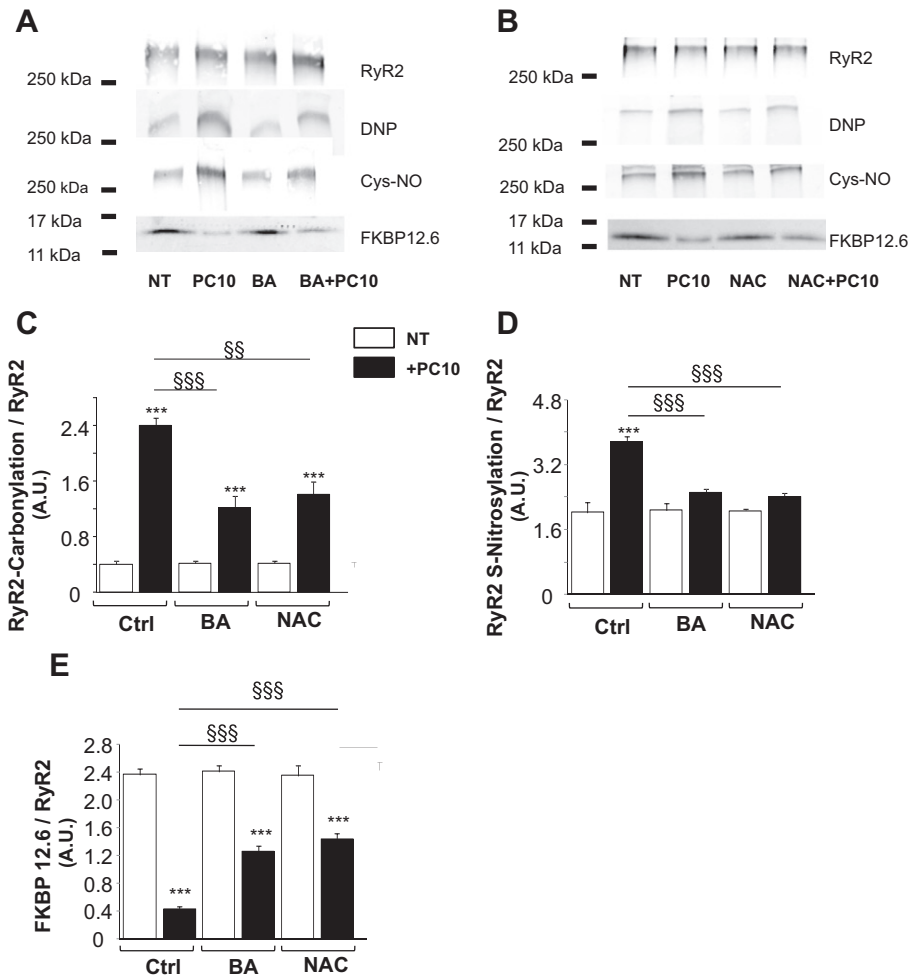 A
250 kDa
RyR2
250 kDa
DNP
250 kDa
Cys-NO
17 kDa
11 kDa
FKBP12.6
NT PC10 BA BA+PC10
B
250 kDa
RyR2
250 kDa
DNP
250 kDa
Cys-NO
17 kDa
11 kDa
FKBP12.6
NT PC10 NAC NAC+PC10
C
NT
+PC10
RyR2-Carbonylation / RyR2
(A.U.)
2.4
1.6
0.8
0
§§
§§§
***
***
***
Ctrl BA NAC
D
RyR2 S-Nitrosylation / RyR2
(A.U.)
4.8
3.2
1.6
0
§§§
§§§
***
Ctrl BA NAC
E
FKBP 12.6 / RyR2
(A.U.)
2.8
2.4
2.0
1.6
1.2
0.8
0.4
0
§§§
§§§
***
***
***
Ctrl BA NAC